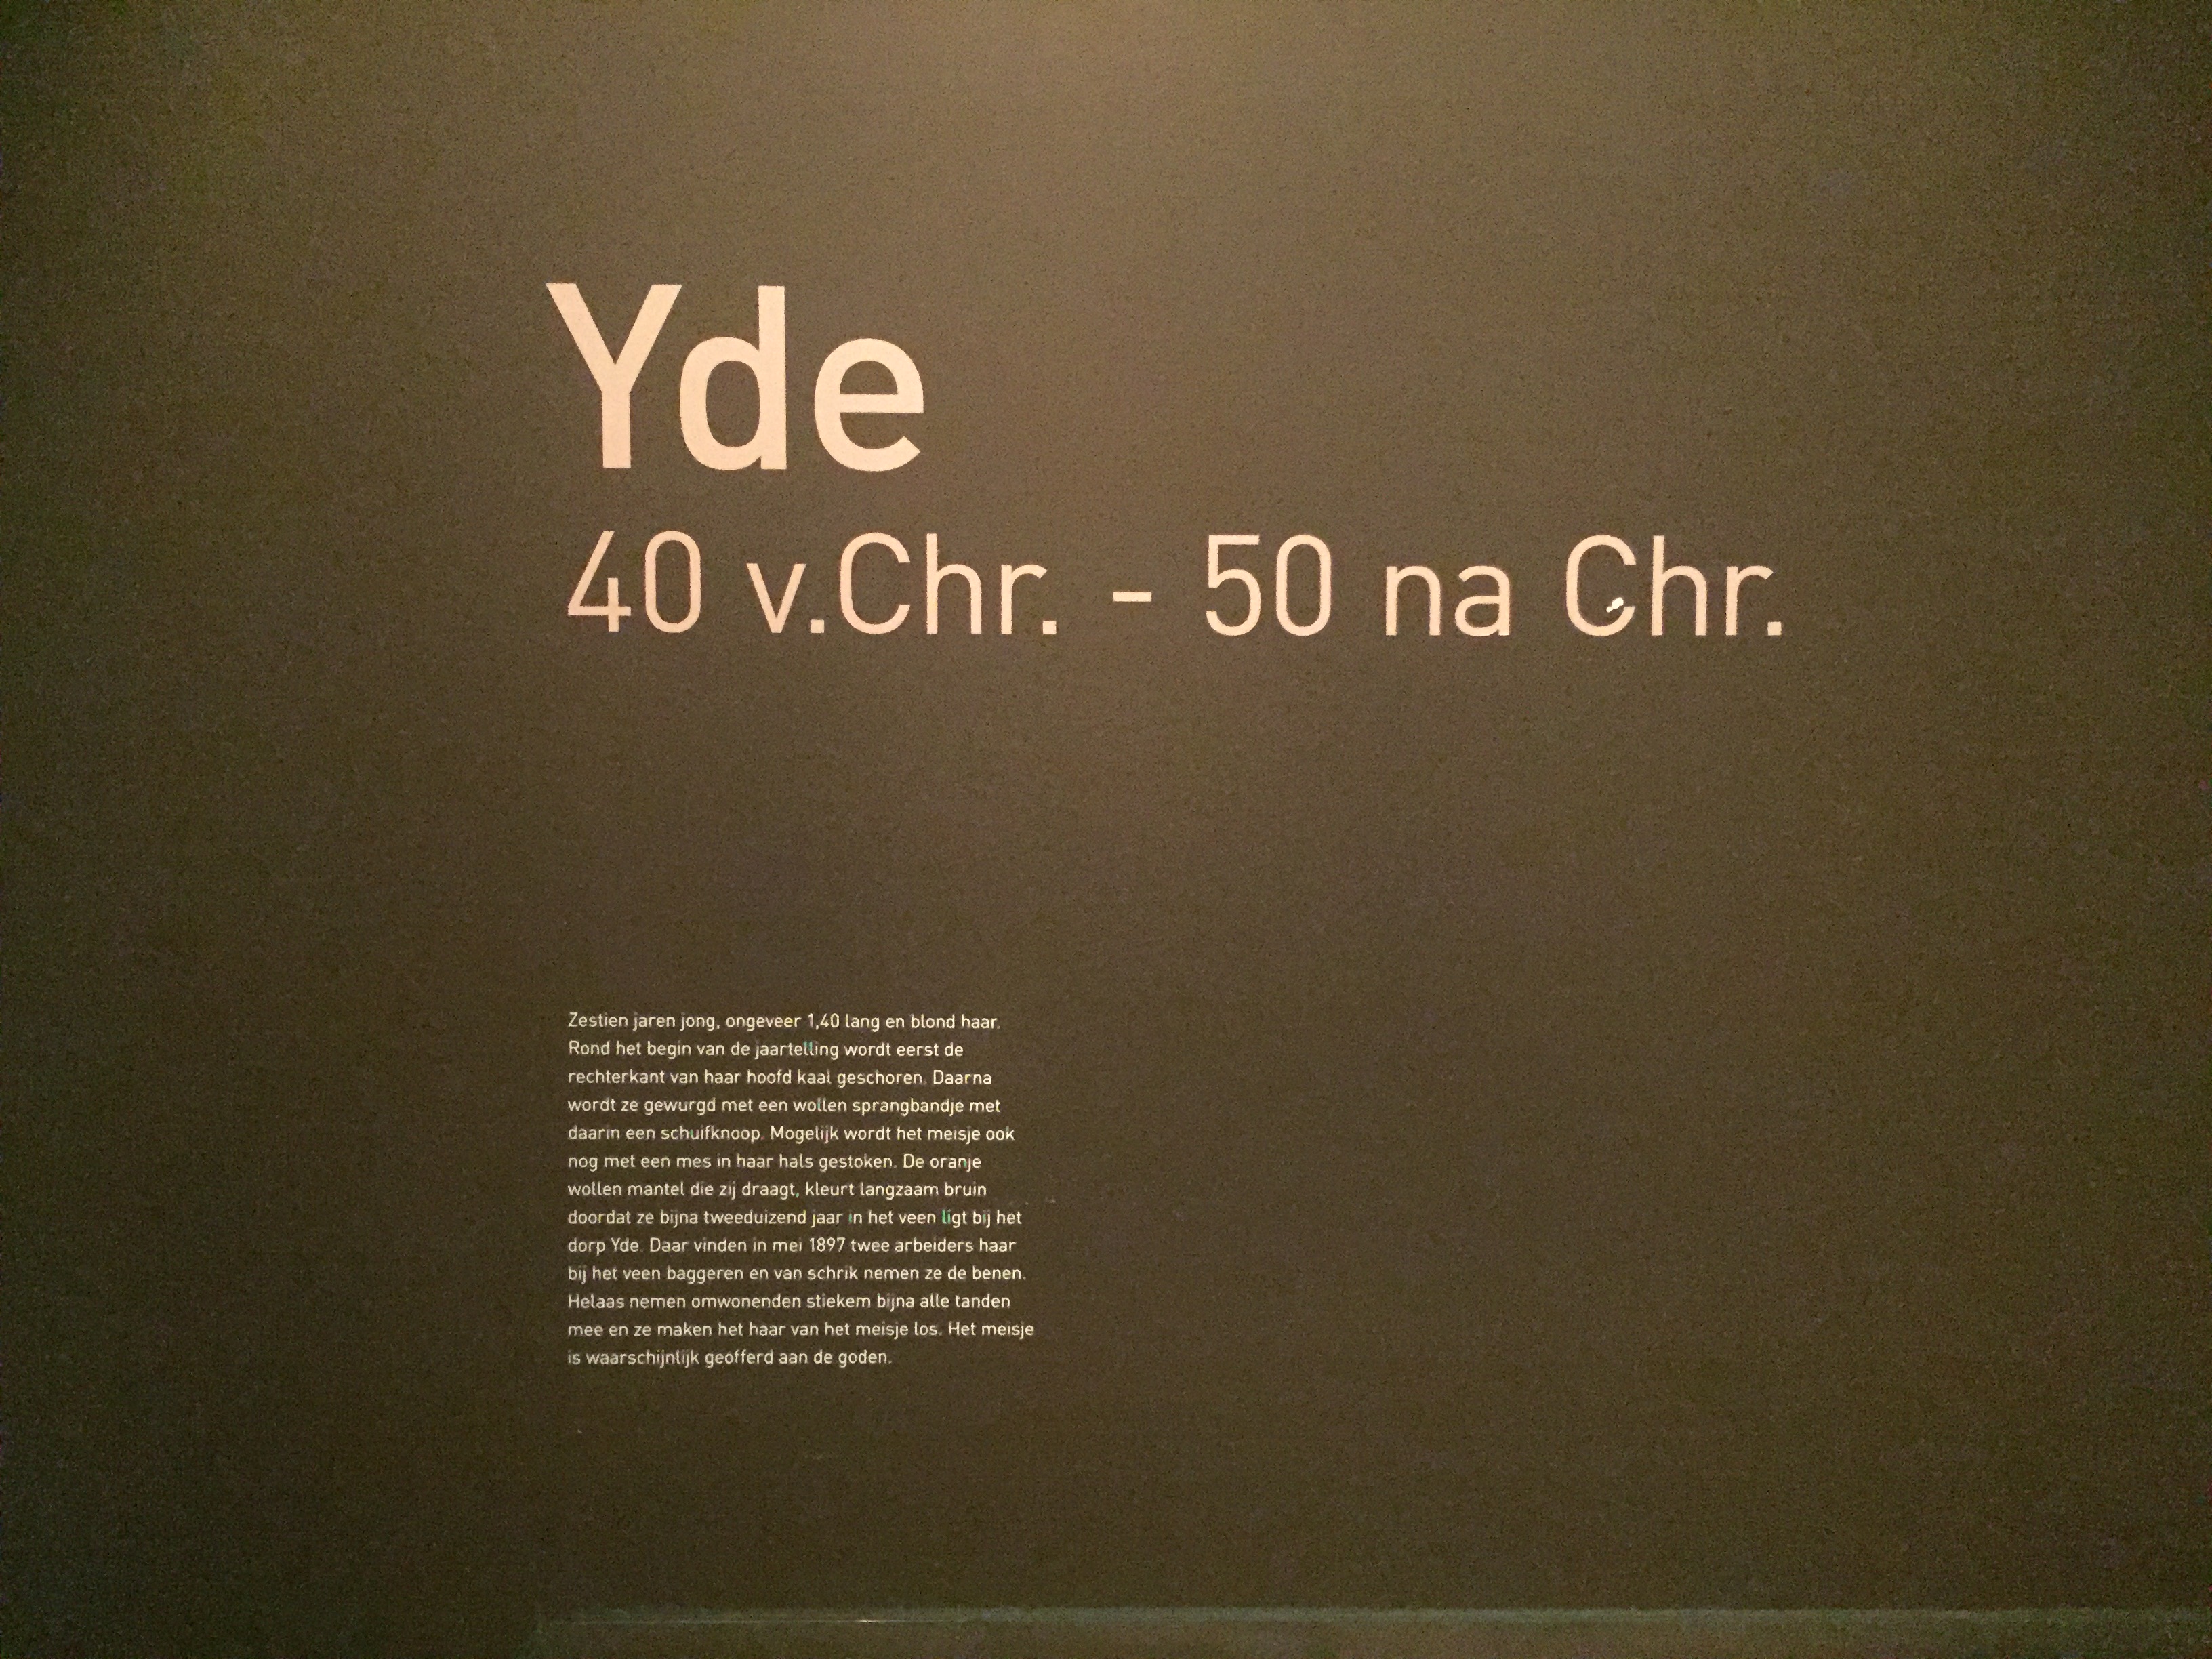 Yde
40 v.Chr. - 50 na Chr.
Zestien jaren jong, ongeveer 1,40 lang en blond haar.
Rond het begin van de jaartelling wordt eerst de
rechterkant van haar hoofd kaal geschoren. Daarna
wordt ze gewurgd met een wollen sprangbandje met
daarin een schuifknoop. Mogelijk wordt het meisje ook
nog met een mes in haar hals gestoken. De oranje
wollen mantel die zij draagt, kleurt langzaam bruin
doordat ze bijna tweeduizend jaar in het veen ligt bij het
dorp Yde. Daar vinden in mei 1897 twee arbeiders haar
bij het veen baggeren en van schrik nemen ze de benen.
Helaas nemen omwonenden stiekem bijna alle tanden
mee en ze maken het haar van het meisje los. Het meisje
is waarschijnlijk geofferd aan de goden.